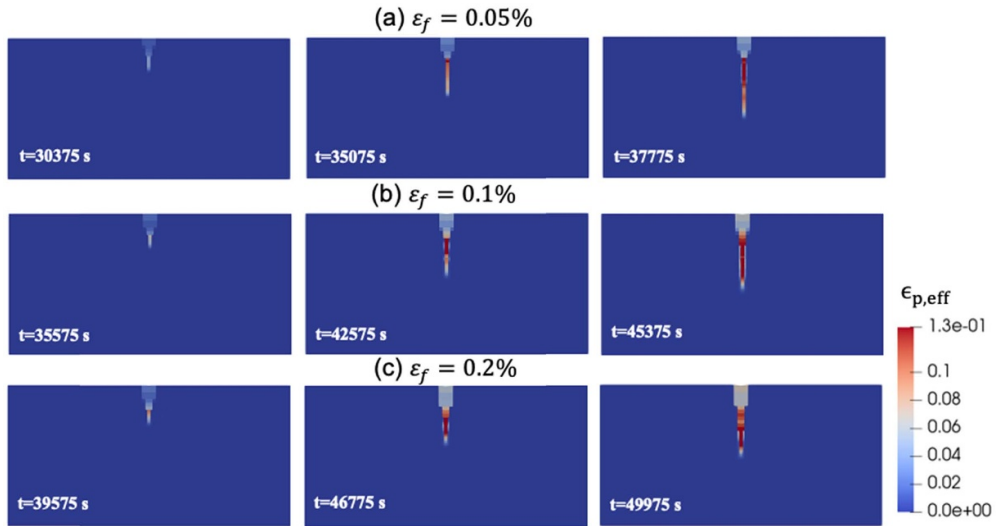 (a) εf = 0.05%
t=30375 s
t=35075 s
t=37775 s
(b) εf = 0.1%
t=35575 s
t=42575 s
t=45375 s
(c) εf = 0.2%
t=39575 s
t=46775 s
t=49975 s
ϵp,eff
1.3e-01
0.1
0.08
0.06
0.04
0.02
0.0e+00